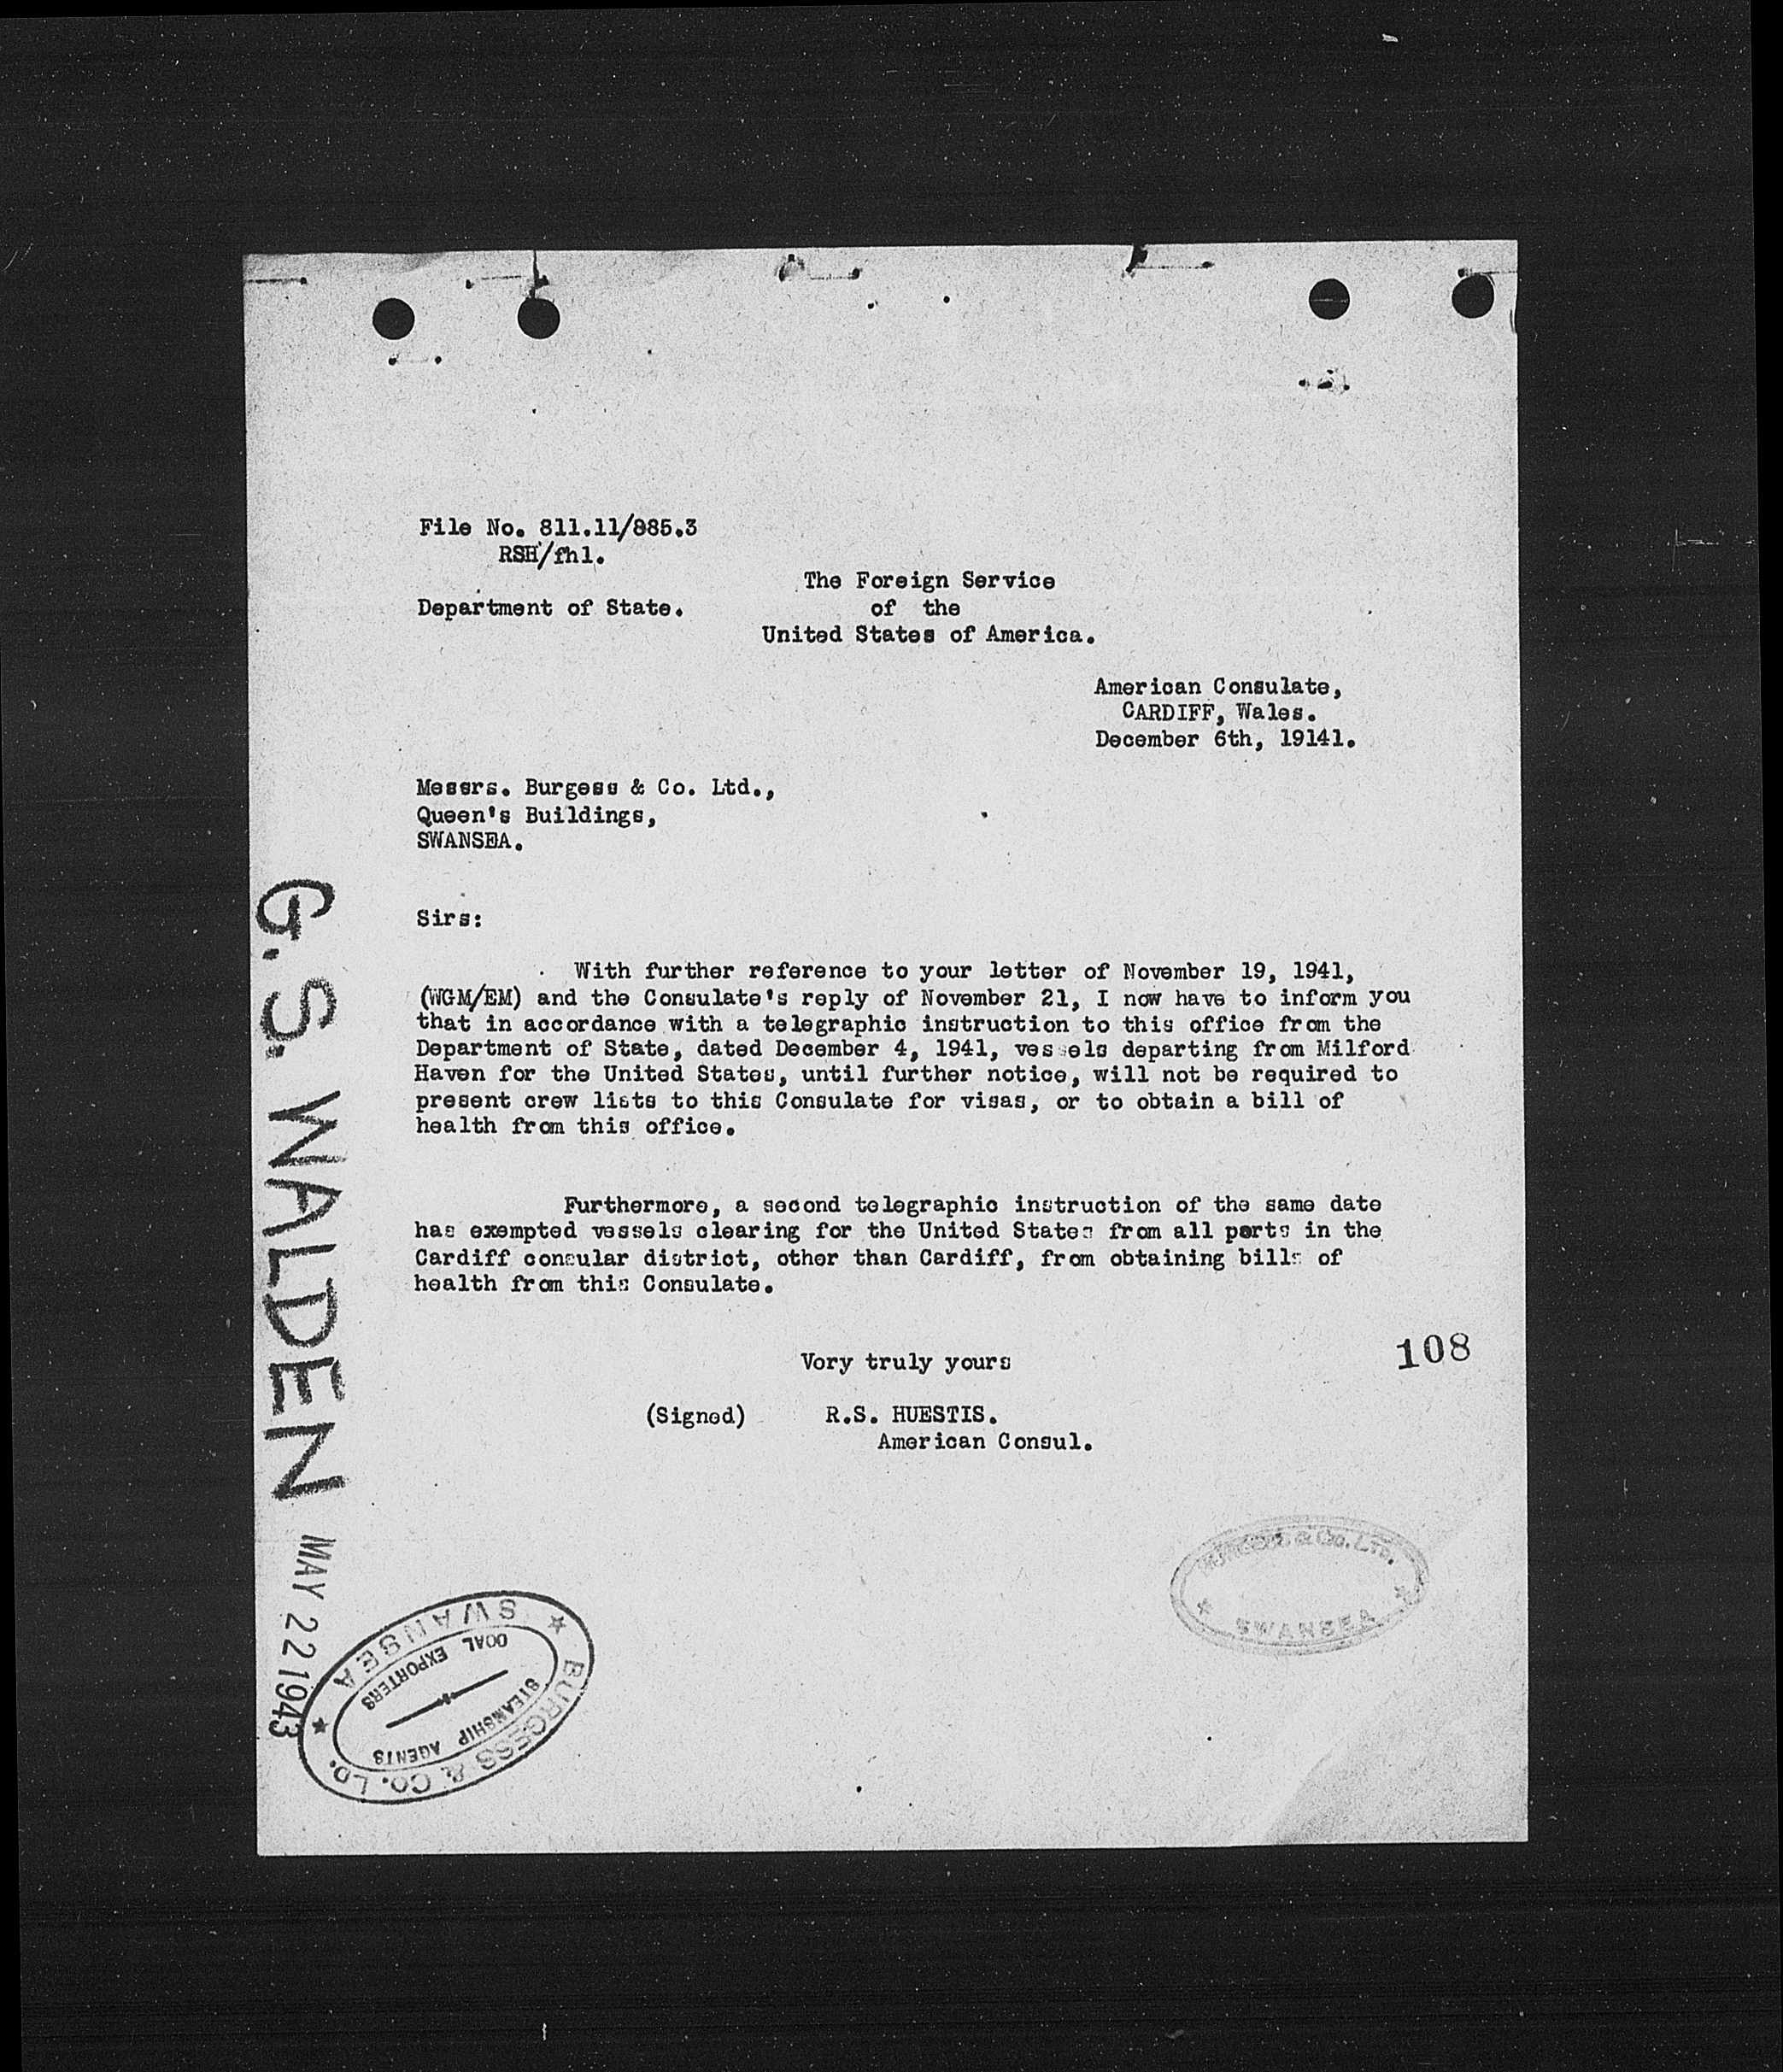 File No. 811.11/885.3
RSH/fhl.
The Foreign Service
Department of State.
of the
United States of America.
American Consulate,
CARDIFF, Wales.
December 6th, 19141.
Messrs. Burgess & Co. Ltd.,
Queen's Buildings,
SWANSEA.
Sirs:
With further reference to your letter of November 19, 1941,
(WGM/EM) and the Consulate's reply of November 21, I now have to inform you
that in accordance with a telegraphic instruction to this office from the
Department of State, dated December 4, 1941, vessels departing from Milford
Haven for the United States, until further notice, will not be required to
present crew lists to this Consulate for visas, or to obtain a bill of
health from this office.
Furthermore, a second telegraphic instruction of the same date
has exempted vessels clearing for the United States from all ports in the
Cardiff consular district, other than Cardiff, from obtaining bills of
health from this Consulate.
Very truly yours
108
(Signed) R.S. HUESTIS.
American Consul.
G.S. WALDEN MAY 22 1943
BURGESS & CO. LD.
SWANSEA
STEAMSHIP AGENTS
COAL EXPORTERS
& Co. LTD.
SWANSEA